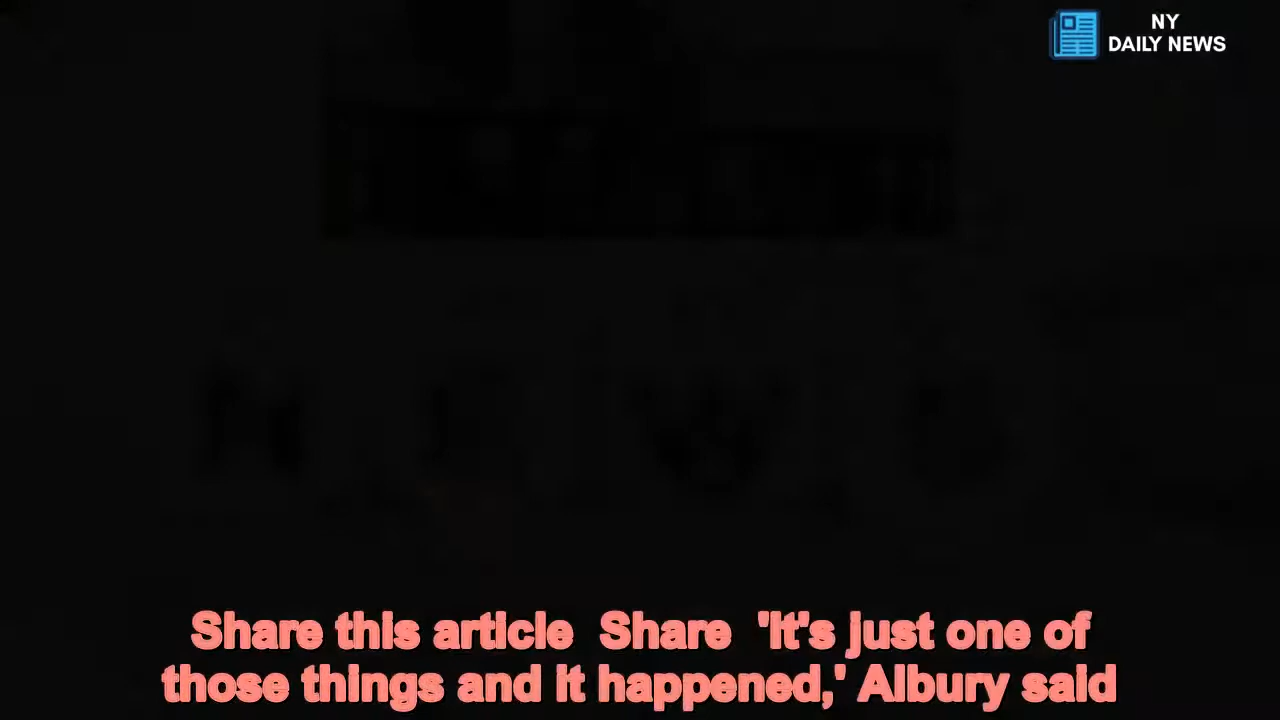 NY
DAILY NEWS
Share this article  Share  'It's just one of
those things and it happened,' Albury said